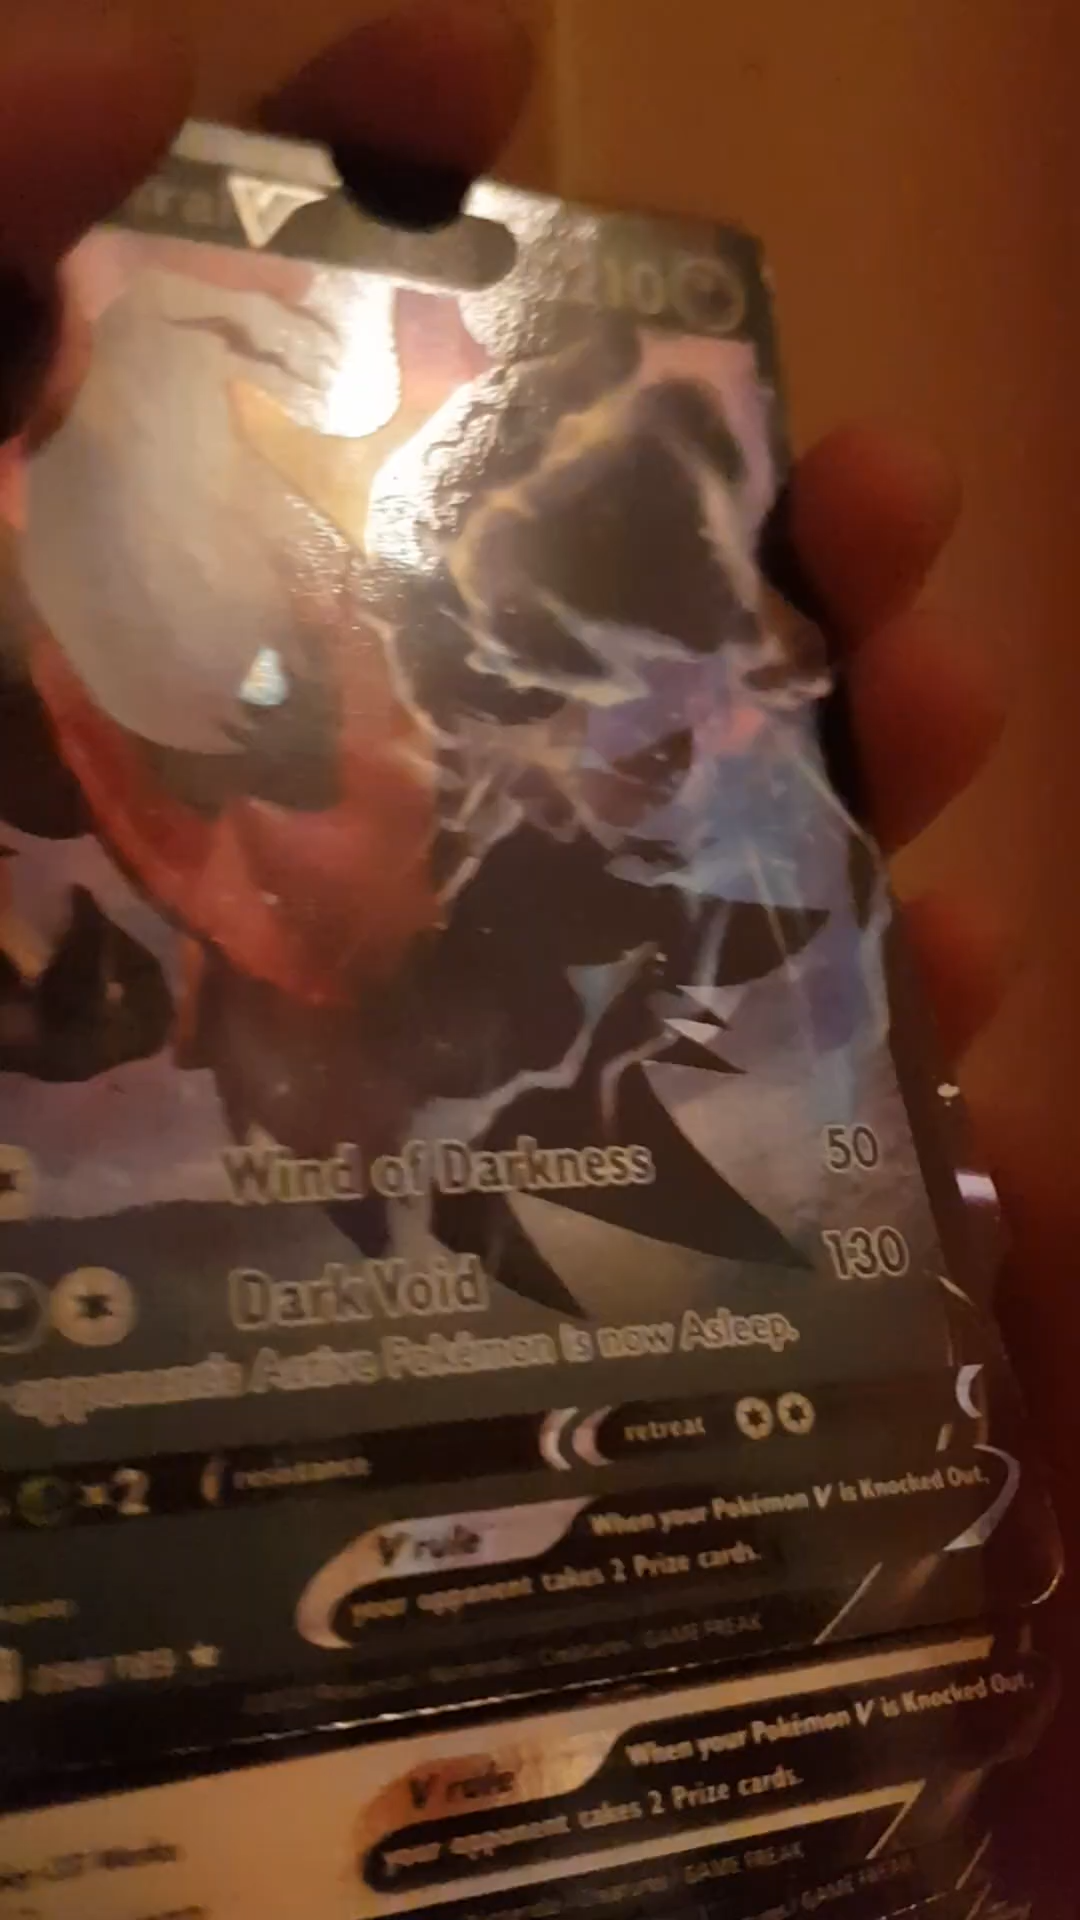 V
210
Wind of Darkness 50
Dark Void 130
Active Pokémon is now Asleep.
×2 resistance retreat
V rule When your Pokémon V is Knocked Out,
your opponent takes 2 Prize cards.
GAME FREAK
V rule When your Pokémon V is Knocked Out,
your opponent takes 2 Prize cards.
GAME FREAK
GAME FREAK